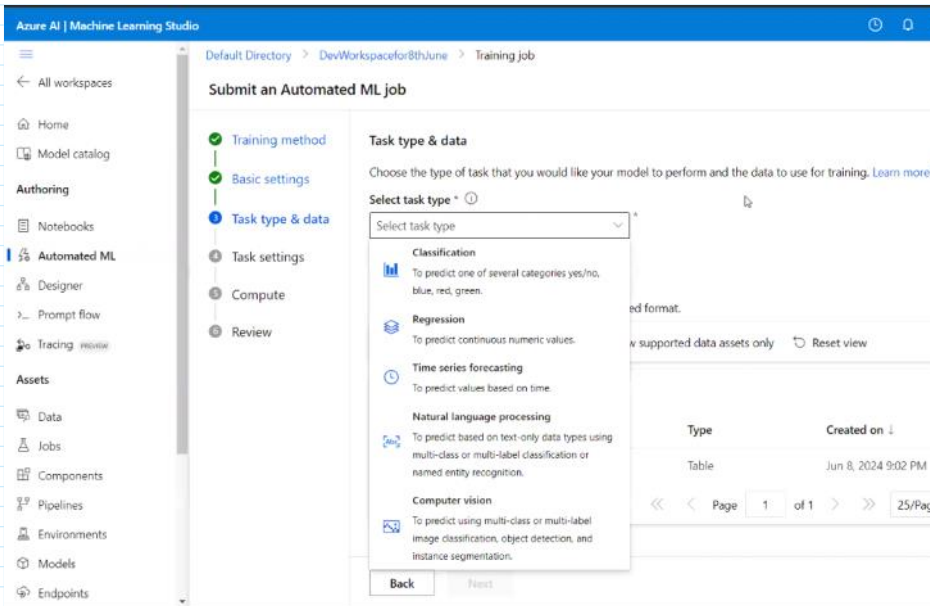 Azure AI | Machine Learning Studio
All workspaces
Home
Model catalog
Authoring
Notebooks
Automated ML
Designer
Prompt flow
Tracing PREVIEW
Assets
Data
Jobs
Components
Pipelines
Environments
Models
Endpoints
Default Directory > DevWorkspacefor8thJune > Training job
Submit an Automated ML job
Training method
Basic settings
3 Task type & data
4 Task settings
5 Compute
6 Review
Task type & data
Choose the type of task that you would like your model to perform and the data to use for training. Learn more
Select task type *
Select task type
*
Classification
To predict one of several categories yes/no,
blue, red, green.
Regression
To predict continuous numeric values.
Time series forecasting
To predict values based on time.
Natural language processing
Abc
To predict based on text-only data types using
multi-class or multi-label classification or
named entity recognition.
Computer vision
To predict using multi-class or multi-label
image classification, object detection, and
instance segmentation.
ed format.
w supported data assets only Reset view
Type Created on ↓
Table Jun 8, 2024 9:02 PM
Page 1 of 1 25/Pag
Back Next